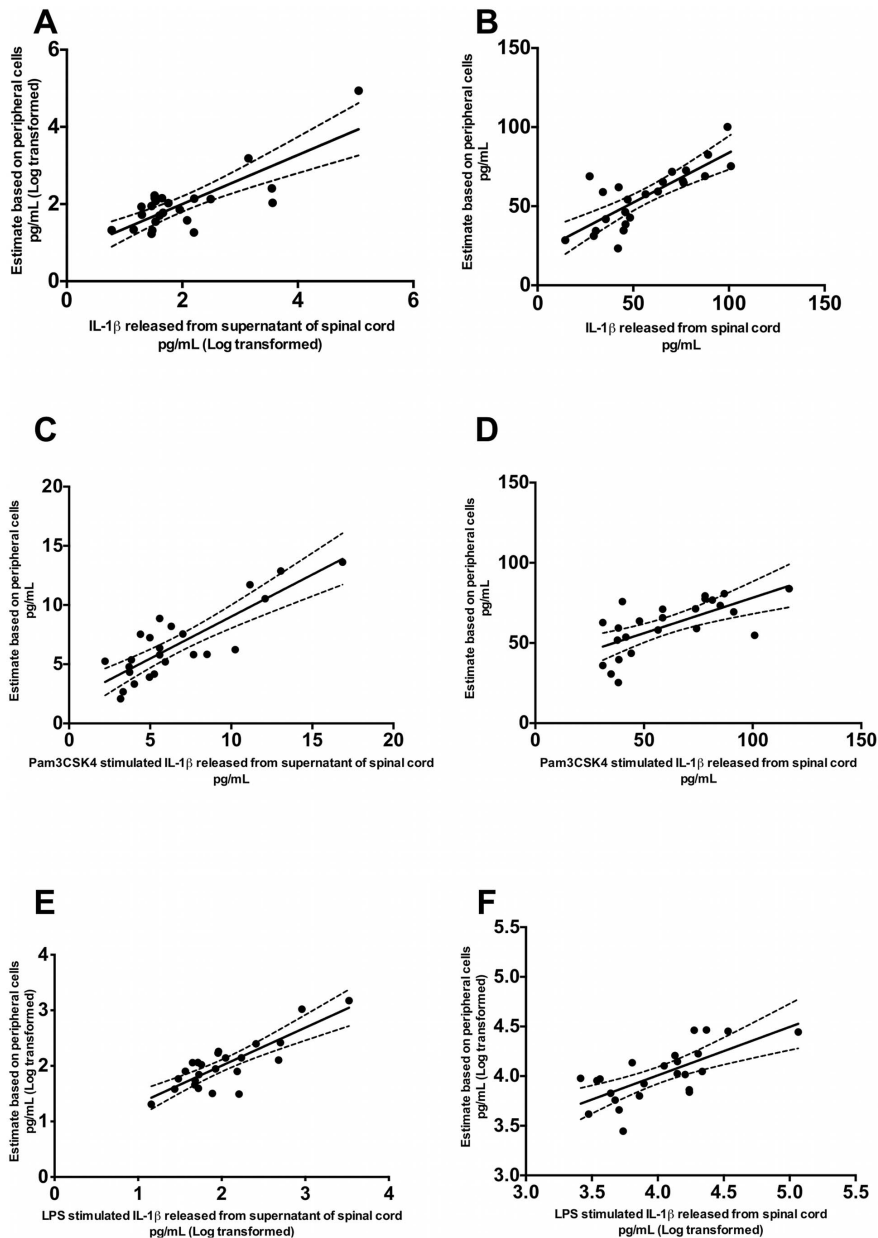 A
Estimate based on peripheral cells
pg/mL (Log transformed)
6
4
2
0
0 2 4 6
IL-1β released from supernatant of spinal cord
pg/mL (Log transformed)
B
Estimate based on peripheral cells
pg/mL
150
100
50
0
0 50 100 150
IL-1β released from spinal cord
pg/mL
C
Estimate based on peripheral cells
pg/mL
20
15
10
5
0
0 5 10 15 20
Pam3CSK4 stimulated IL-1β released from supernatant of spinal cord
pg/mL
D
Estimate based on peripheral cells
pg/mL
150
100
50
0
0 50 100 150
Pam3CSK4 stimulated IL-1β released from spinal cord
pg/mL
E
Estimate based on peripheral cells
pg/mL (Log transformed)
4
3
2
1
0
0 1 2 3 4
LPS stimulated IL-1β released from supernatant of spinal cord
pg/mL (Log transformed)
F
Estimate based on peripheral cells
pg/mL (Log transformed)
5.5
5.0
4.5
4.0
3.5
3.0
3.0 3.5 4.0 4.5 5.0 5.5
LPS stimulated IL-1β released from spinal cord
pg/mL (Log transformed)